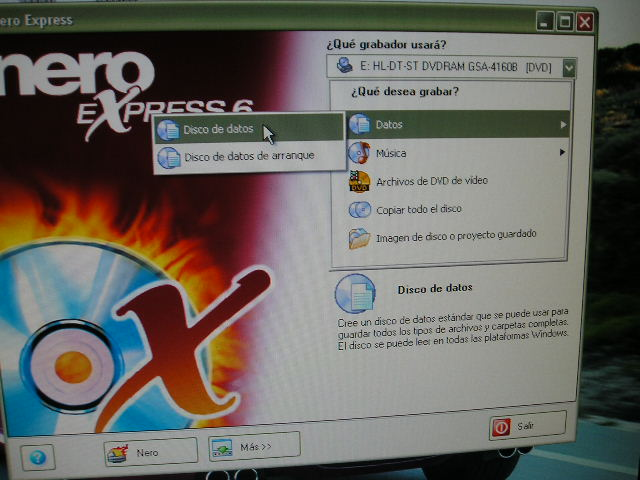 ero Express
nero
EXPRESS 6
¿Qué grabador usará?
E: HL-DT-ST DVDRAM GSA-4160B [DVD]
¿Qué desea grabar?
Datos
Disco de datos
Disco de datos de arranque
Música
Archivos de DVD de vídeo
Copiar todo el disco
Imagen de disco o proyecto guardado
Disco de datos
Cree un disco de datos estándar que se puede usar para
guardar todos los tipos de archivos y carpetas completas.
El disco se puede leer en todas las plataformas Windows.
?
Nero
Más >>
Salir